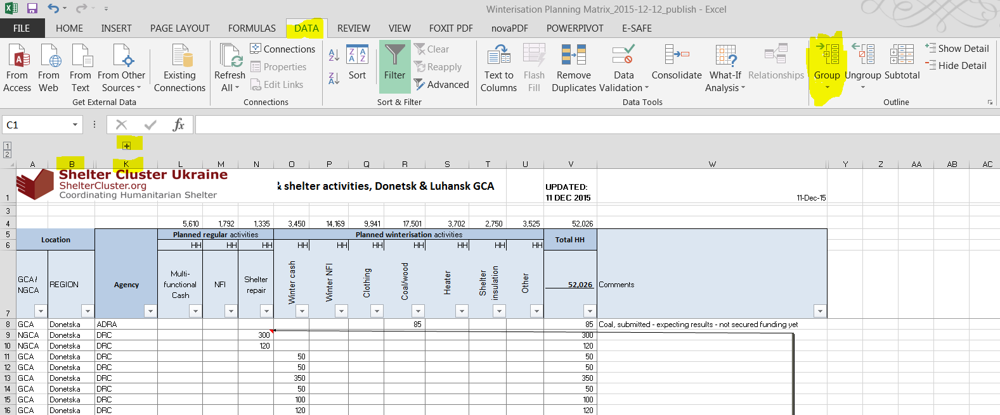 Winterisation Planning Matrix_2015-12-12_publish - Excel
FILE HOME INSERT PAGE LAYOUT FORMULAS DATA REVIEW VIEW FOXIT PDF novaPDF POWERPIVOT E-SAFE
From Access
From Web
From Text
From Other Sources
Existing Connections
Get External Data
Refresh All
Connections
Properties
Edit Links
Connections
Sort
Filter
Clear
Reapply
Advanced
Sort & Filter
Text to Columns
Flash Fill
Remove Duplicates
Data Validation
Consolidate
What-If Analysis
Relationships
Data Tools
Group
Ungroup
Subtotal
Show Detail
Hide Detail
Outline
C1
fx
1
2
A B K L M N O P Q R S T U V W Y Z AA AB AC
Shelter Cluster Ukraine
ShelterCluster.org
Coordinating Humanitarian Shelter
& shelter activities, Donetsk & Luhansk GCA
UPDATED:
11 DEC 2015
1 11-Dec-15
3
4 5,610 1,792 1,335 3,450 14,169 9,941 17,501 3,702 2,750 3,525 52,026
5 Location Planned regular activities Planned winterisation activities Total HH
6 HH HH HH HH HH HH HH HH HH HH
7 GCA / NGCA REGION Agency Multi-functional Cash NFI Shelter repair Winter cash Winter NFI Clothing Coal/wood Heater Shelter insulation Other 52,026 Comments
8 GCA Donetska ADRA 85 85 Coal, submitted - expecting results - not secured funding yet
9 NGCA Donetska DRC 300 300
10 NGCA Donetska DRC 120 120
11 GCA Donetska DRC 50 50
12 GCA Donetska DRC 50 50
13 GCA Donetska DRC 350 350
14 GCA Donetska DRC 50 50
15 GCA Donetska DRC 100 100
16 GCA Donetska DRC 120 120